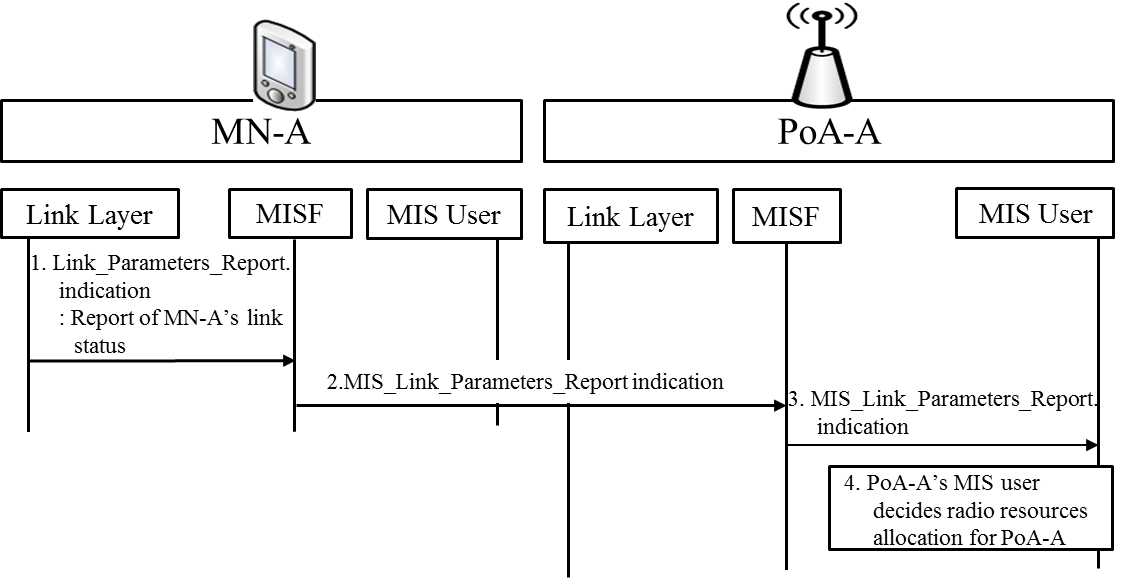 MN-A
PoA-A
Link Layer
MISF
MIS User
Link Layer
MISF
MIS User
1. Link_Parameters_Report.
indication
: Report of MN-A’s link
status
2.MIS_Link_Parameters_Report indication
3. MIS_Link_Parameters_Report.
indication
4. PoA-A’s MIS user
decides radio resources
allocation for PoA-A